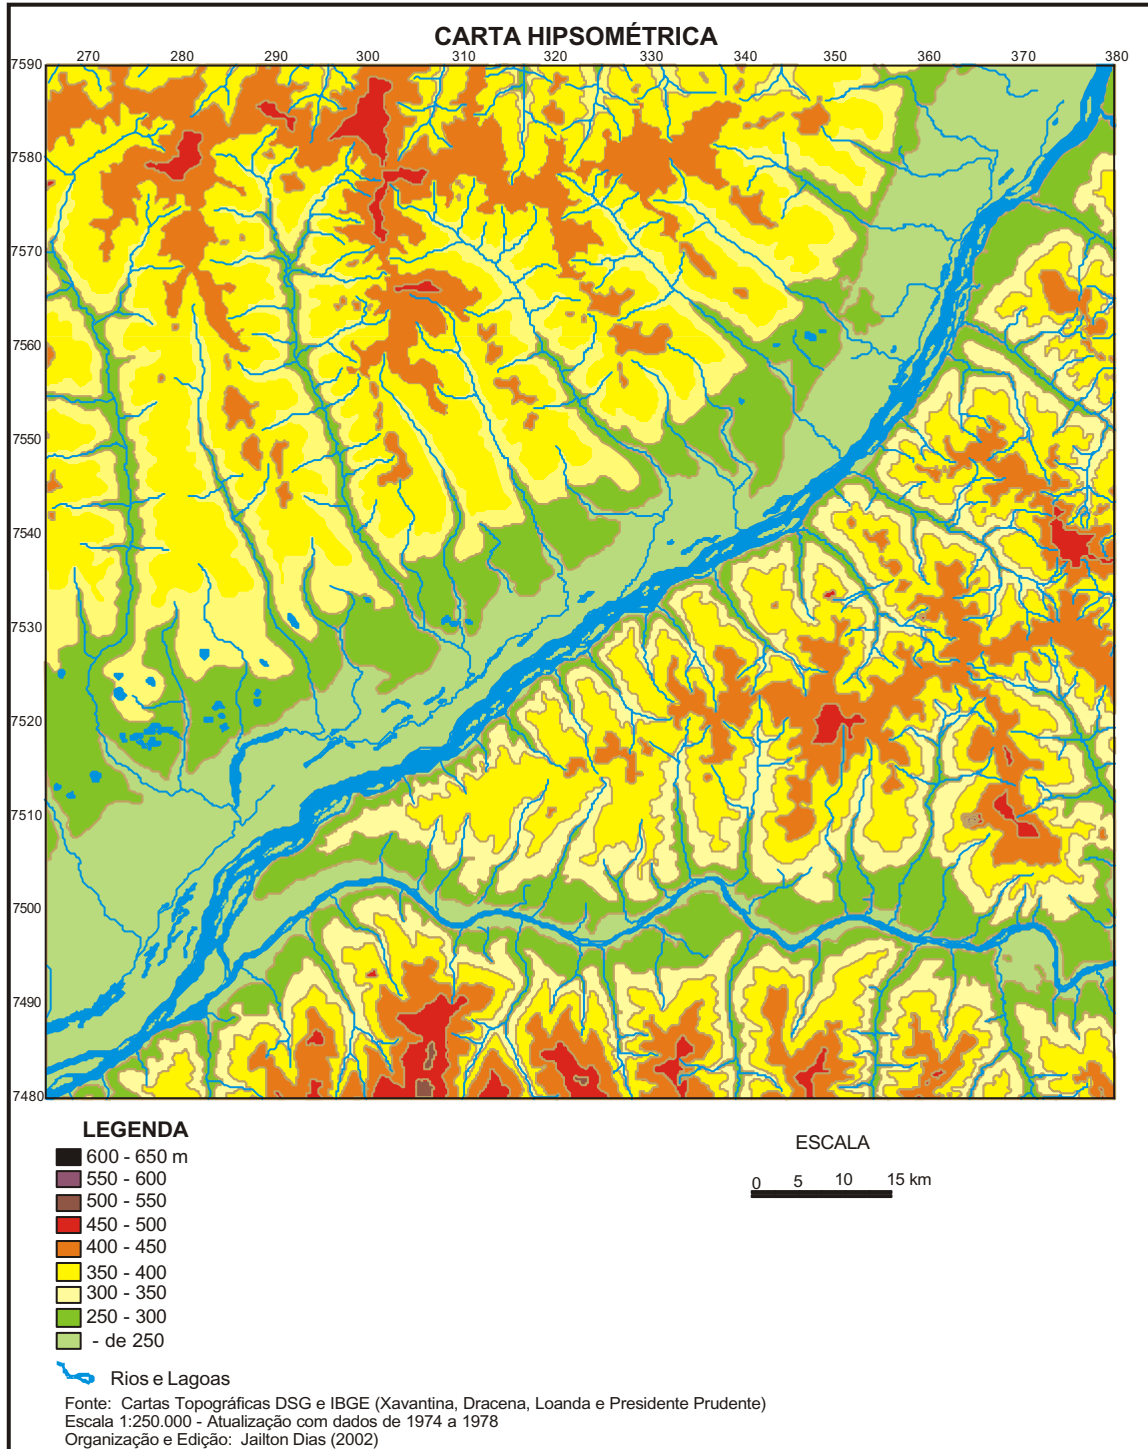 CARTA HIPSOMÉTRICA
270 280 290 300 310 320 330 340 350 360 370 380
7590
7580
7570
7560
7550
7540
7530
7520
7510
7500
7490
7480
LEGENDA
600 - 650 m
550 - 600
500 - 550
450 - 500
400 - 450
350 - 400
300 - 350
250 - 300
- de 250
Rios e Lagoas
ESCALA
0 5 10 15 km
Fonte: Cartas Topográficas DSG e IBGE (Xavantina, Dracena, Loanda e Presidente Prudente)
Escala 1:250.000 - Atualização com dados de 1974 a 1978
Organização e Edição: Jailton Dias (2002)